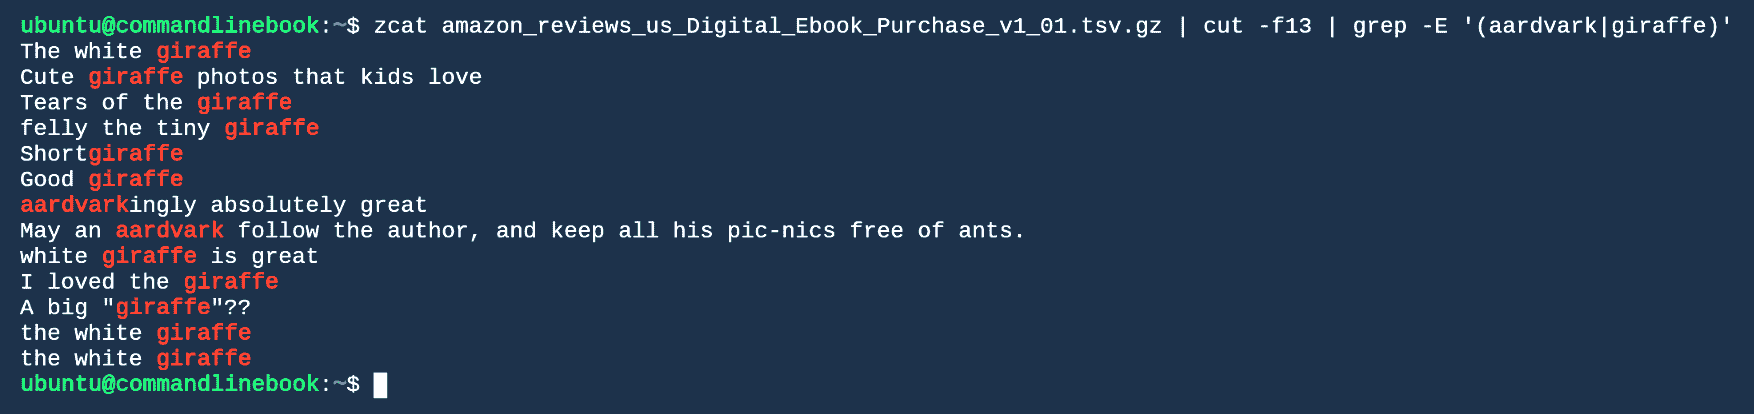 ubuntu@commandlinebook:~$ zcat amazon_reviews_us_Digital_Ebook_Purchase_v1_01.tsv.gz | cut -f13 | grep -E '(aardvark|giraffe)'
The white giraffe
Cute giraffe photos that kids love
Tears of the giraffe
felly the tiny giraffe
Shortgiraffe
Good giraffe
aardvarkingly absolutely great
May an aardvark follow the author, and keep all his pic-nics free of ants.
white giraffe is great
I loved the giraffe
A big "giraffe"??
the white giraffe
the white giraffe
ubuntu@commandlinebook:~$